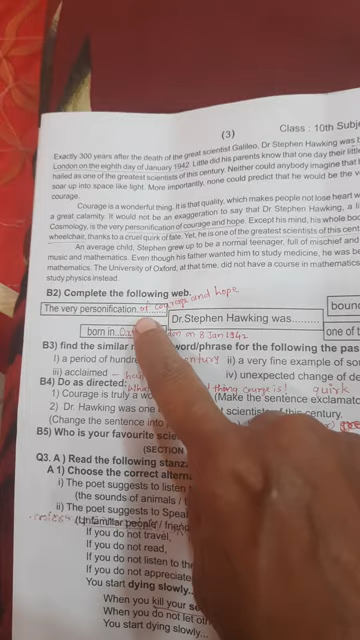 (3)
Class : 10th Subj
Exactly 300 years after the death of the great scientist Galileo, Dr Stephen Hawking was b
London on the eighth day of January 1942. Little did his parents know that one day their little
hailed as one of the greatest scientists of this century. Neither could anybody imagine that
soar up into space like light. More importantly, none could predict that he would be the v
courage.
Courage is a wonderful thing. It is that quality, which makes people not lose heart w
a great calamity. It would not be an exaggeration to say that Dr Stephen Hawking, a li
Cosmology, is the very personification of courage and hope. Except his mind, his whole bo
wheelchair, thanks to a cruel quirk of fate. Yet, he is one of the greatest scientists of this cent
An average child, Stephen grew up to be a normal teenager, full of mischief and
music and mathematics. Even though his father wanted him to study medicine, he was be
mathematics. The University of Oxford, at that time, did not have a course in mathematics
study physics instead.
B2) Complete the following web.
The very personification of courage and hope
Dr.Stephen Hawking was
boun
born in on 8 Jan 1942
one of t
B3) find the similar word/phrase for the following the pas
i) a period of hundre century ii) a very fine example of son
iii) acclaimed – iv) unexpected change of de
quirk
B4) Do as directed:
What thing courage is!
1) Courage is truly a wo (Make the sentence exclamato
2) Dr. Hawking was one scientists of this century.
(Change the sentence into
B5) Who is your favourite scie
(SECTION
Q3. A) Read the following stanz
A 1) Choose the correct altern
i) The poet suggests to listen
(the sounds of animals /
ii) The poet suggests to Spea
(Unfamiliar people / friend
If you do not travel,
If you do not read,
If you do not listen to the
If you do not appreciate
You start dying slowly..
When you kill your se
When you do not let oth
You start dying slowly...